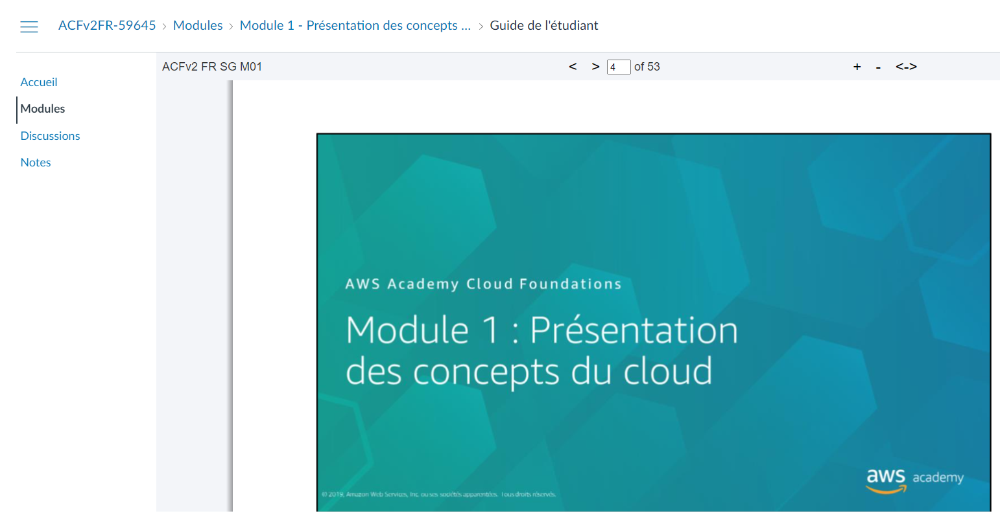 ACFv2FR-59645 > Modules > Module 1 - Présentation des concepts ... > Guide de l'étudiant
ACFv2 FR SG M01
< > 4 of 53
+ - <->
Accueil
Modules
Discussions
Notes
AWS Academy Cloud Foundations
Module 1 : Présentation
des concepts du cloud
aws academy
© 2019, Amazon Web Services, Inc. ou ses sociétés apparentées. Tous droits réservés.